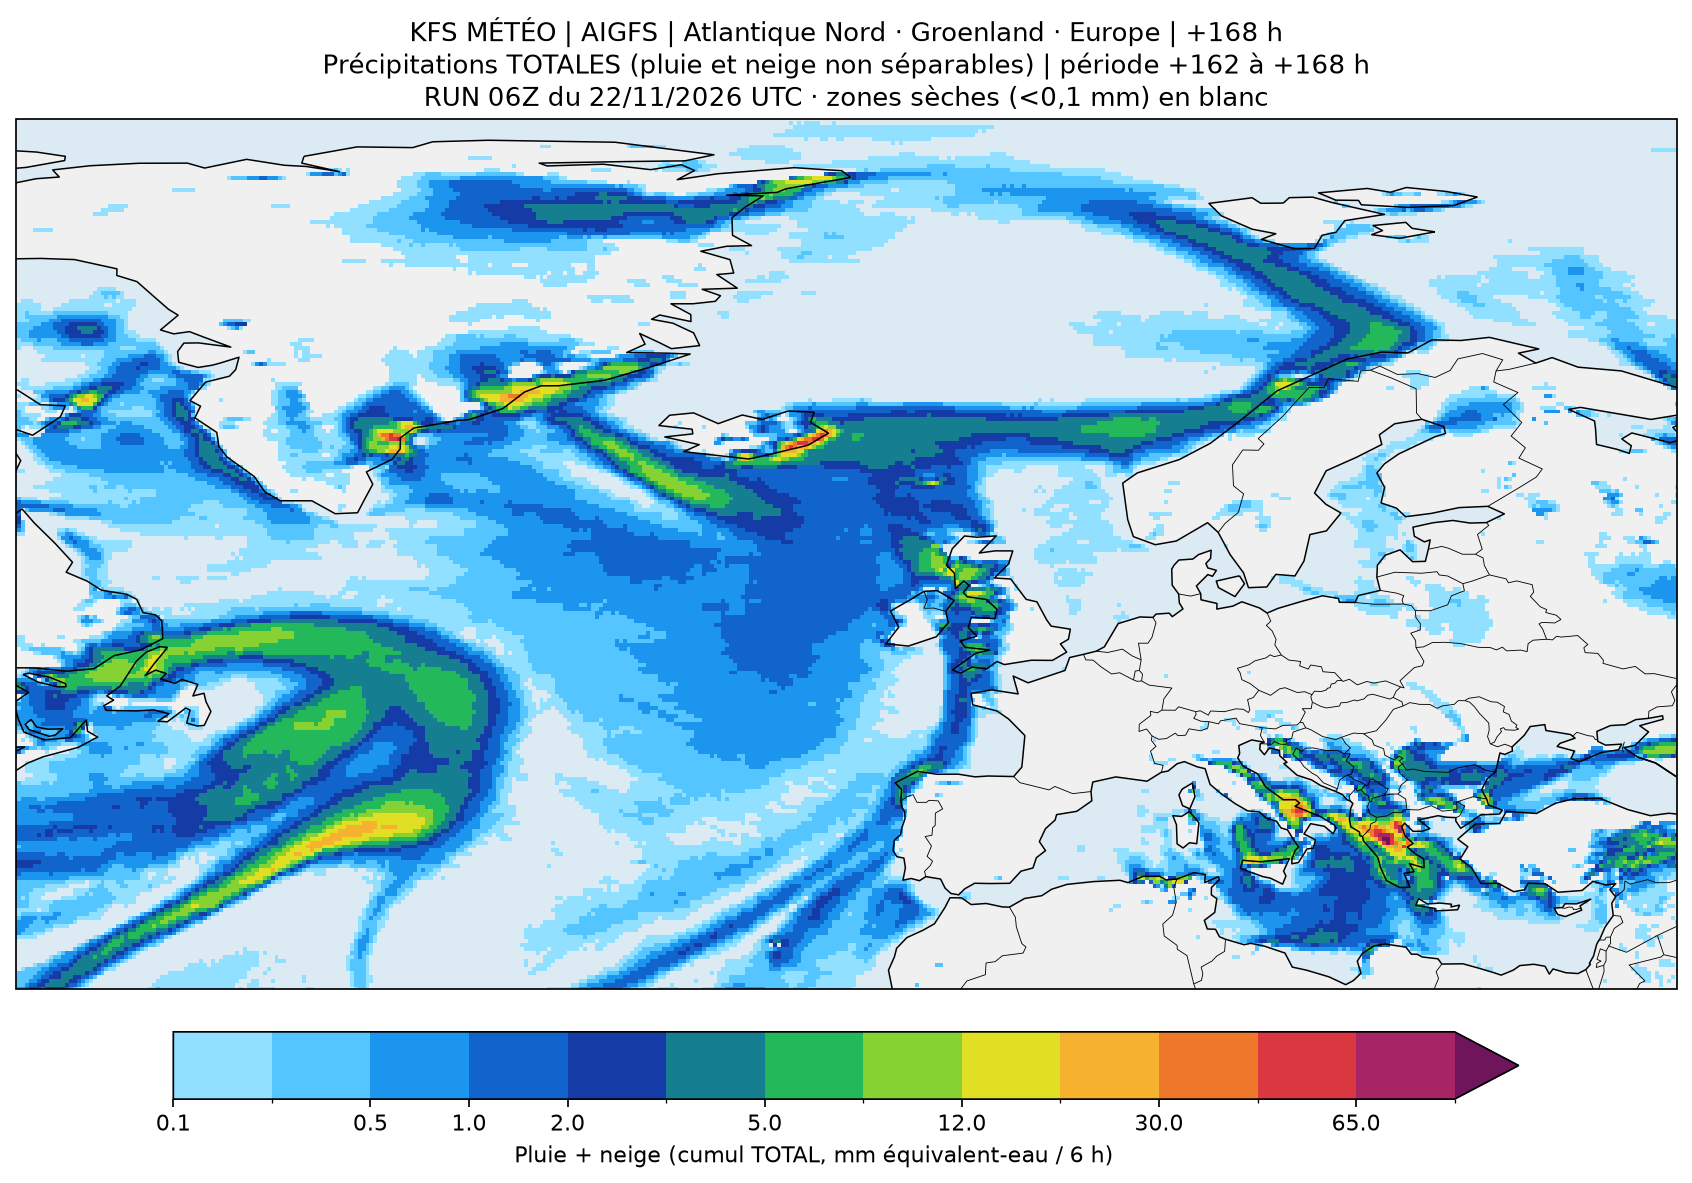 KFS MÉTÉO | AIGFS | Atlantique Nord · Groenland · Europe | +168 h
Précipitations TOTALES (pluie et neige non séparables) | période +162 à +168 h
RUN 06Z du 22/11/2026 UTC · zones sèches (<0,1 mm) en blanc
0.1 0.5 1.0 2.0 5.0 12.0 30.0 65.0
Pluie + neige (cumul TOTAL, mm équivalent-eau / 6 h)